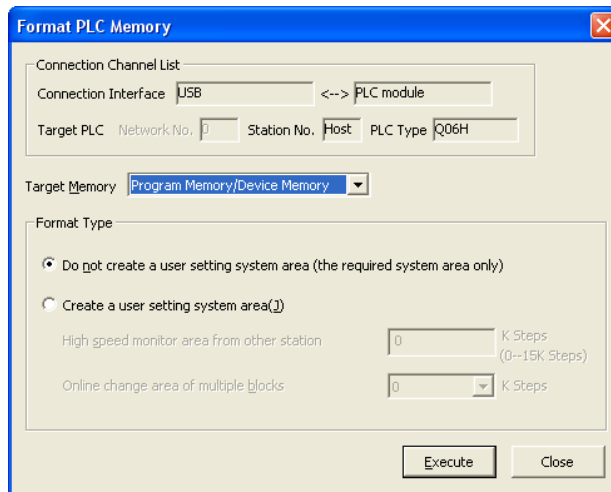 Format PLC Memory
Connection Channel List
Connection Interface USB <--> PLC module
Target PLC Network No. 0 Station No. Host PLC Type Q06H
Target Memory Program Memory/Device Memory
Format Type
Do not create a user setting system area (the required system area only)
Create a user setting system area(J)
High speed monitor area from other station 0 K Steps
(0--15K Steps)
Online change area of multiple blocks 0 K Steps
Execute Close